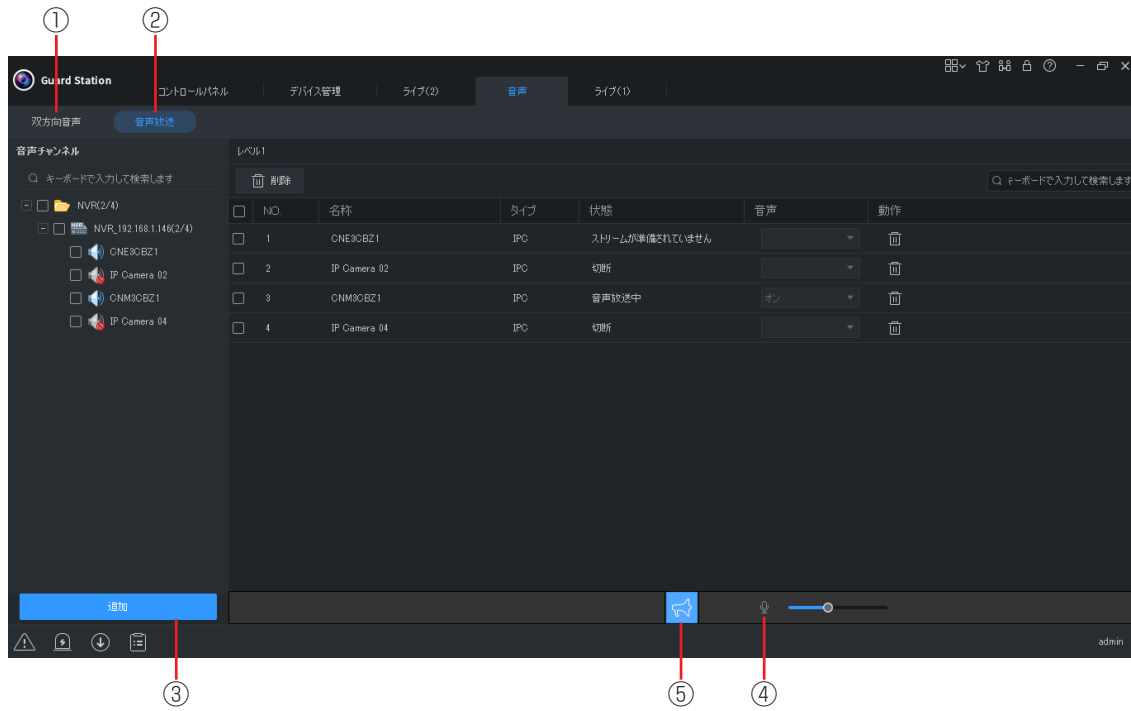 ① ②
Guard Station
コントロールパネル デバイス管理 ライブ(2) 音声 ライブ(1)
双方向音声 音声放送
音声チャンネル
キーボードで入力して検索します
NVR(2/4)
NVR_192.168.1.146(2/4)
CNE3CBZ1
IP Camera 02
CNM3CBZ1
IP Camera 04
追加
レベル1
削除 キーボードで入力して検索します
NO. 名称 タイプ 状態 音声 動作
1 CNE3CBZ1 IPC ストリームが準備されていません
2 IP Camera 02 IPC 切断
3 CNM3CBZ1 IPC 音声放送中 オン
4 IP Camera 04 IPC 切断
admin
③ ⑤ ④